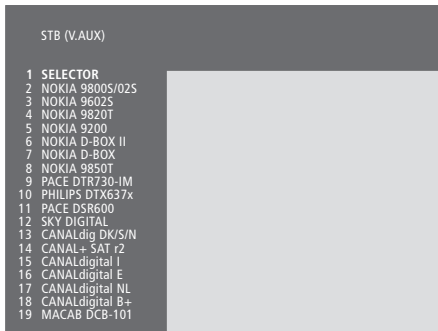 STB (V.AUX)
1 SELECTOR
2 NOKIA 9800S/02S
3 NOKIA 9602S
4 NOKIA 9820T
5 NOKIA 9200
6 NOKIA D-BOX II
7 NOKIA D-BOX
8 NOKIA 9850T
9 PACE DTR730-IM
10 PHILIPS DTX637x
11 PACE DSR600
12 SKY DIGITAL
13 CANALdig DK/S/N
14 CANAL+ SAT r2
15 CANALdigital I
16 CANALdigital E
17 CANALdigital NL
18 CANALdigital B+
19 MACAB DCB-101